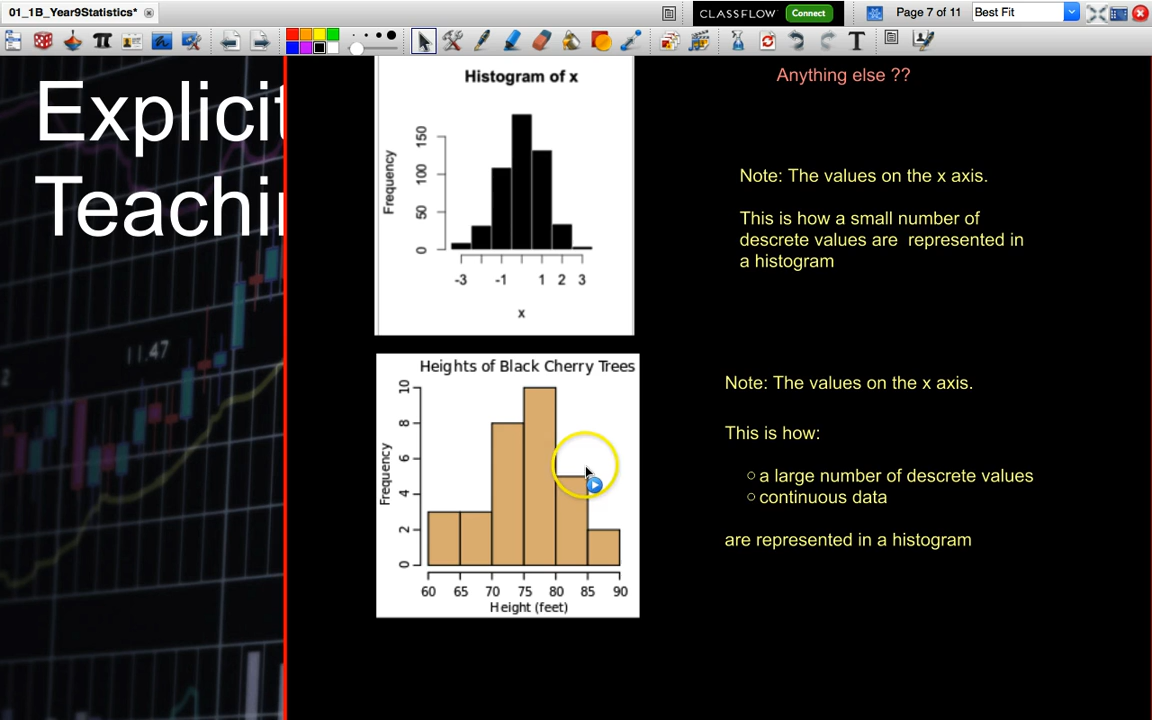 01_1B_Year9Statistics*
CLASSFLOW Connect
Page 7 of 11
Best Fit
Explicit
Teachi
11.47
2
Histogram of x
Frequency
0 50 100 150
-3 -1 1 2 3
x
Anything else ??
Note: The values on the x axis.
This is how a small number of
descrete values are represented in
a histogram
Heights of Black Cherry Trees
Frequency
0 2 4 6 8 10
60 65 70 75 80 85 90
Height (feet)
Note: The values on the x axis.
This is how:
a large number of descrete values
continuous data
are represented in a histogram